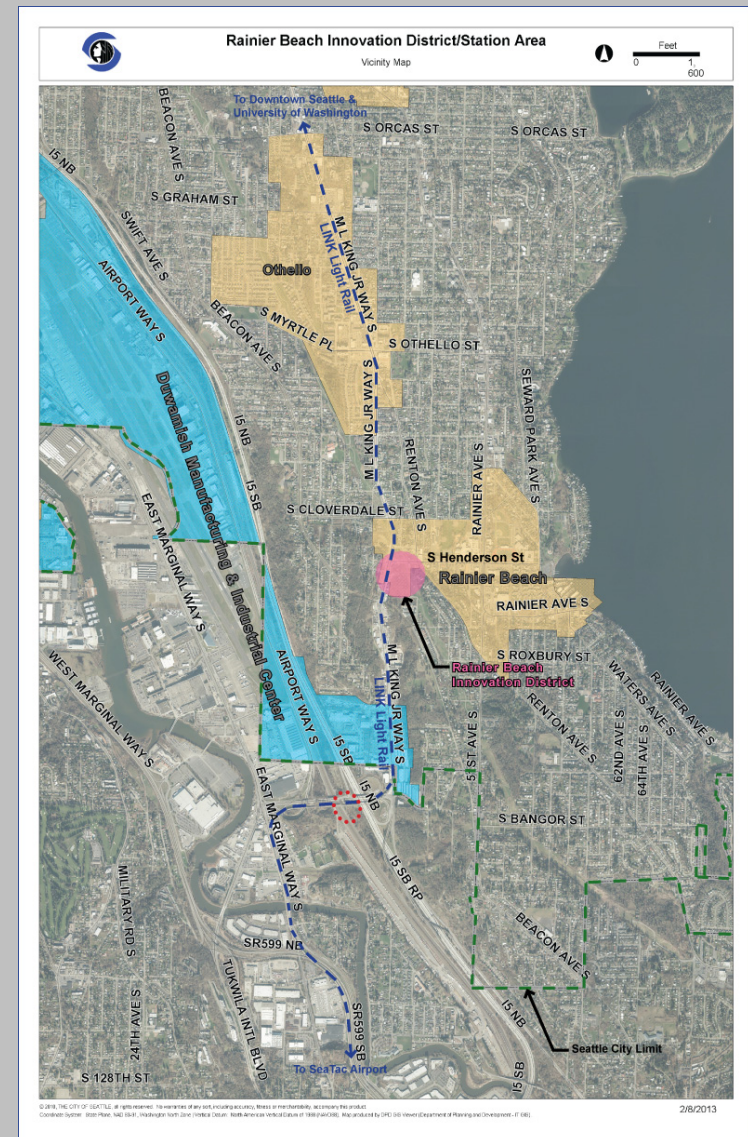 Rainier Beach Innovation District/Station Area
Vicinity Map
Feet
0 1,
600
To Downtown Seattle &
University of Washington
BEACON AVE S
S ORCAS ST
S ORCAS ST
I5 NB
S GRAHAM ST
SWIFT AVE S
M L KING JR WAY S
LINK Light Rail
AIRPORT WAY S
Othello
BEACON AVE S
S MYRTLE PL
S OTHELLO ST
M L KING JR WAY S
SEWARD PARK AVE S
Duwamish Manufacturing & Industrial Center
I5 NB
RENTON AVE S
RAINIER AVE S
I5 SB
EAST MARGINAL WAY S
S CLOVERDALE ST
S Henderson St
Rainier Beach
RAINIER AVE S
WEST MARGINAL WAY S
AIRPORT WAY S
M L KING JR WAY S
LINK Light Rail
S ROXBURY ST
Rainier Beach
Innovation District
WATERS AVE S
RAINIER AVE S
RENTON AVE S
51ST AVE S
62ND AVE S
64TH AVE S
I5 SB
I5 NB
EAST MARGINAL WAY S
S BANGOR ST
I5 SB RP
MILITARY RD S
BEACON AVE S
SR599 NB
TUKWILA INTL BLVD
24TH AVE S
SR599 SB
I5 NB
Seattle City Limit
To SeaTac Airport
I5 SB
S 128TH ST
2/8/2013